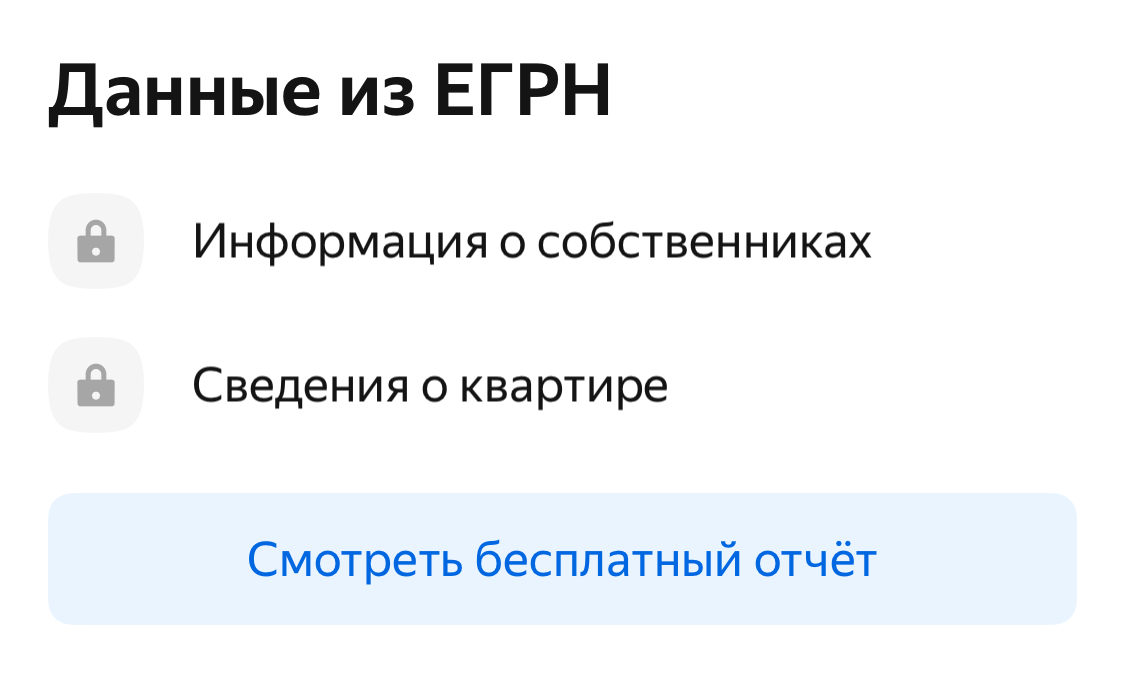 Данные из ЕГРН
Информация о собственниках
Сведения о квартире
Смотреть бесплатный отчёт